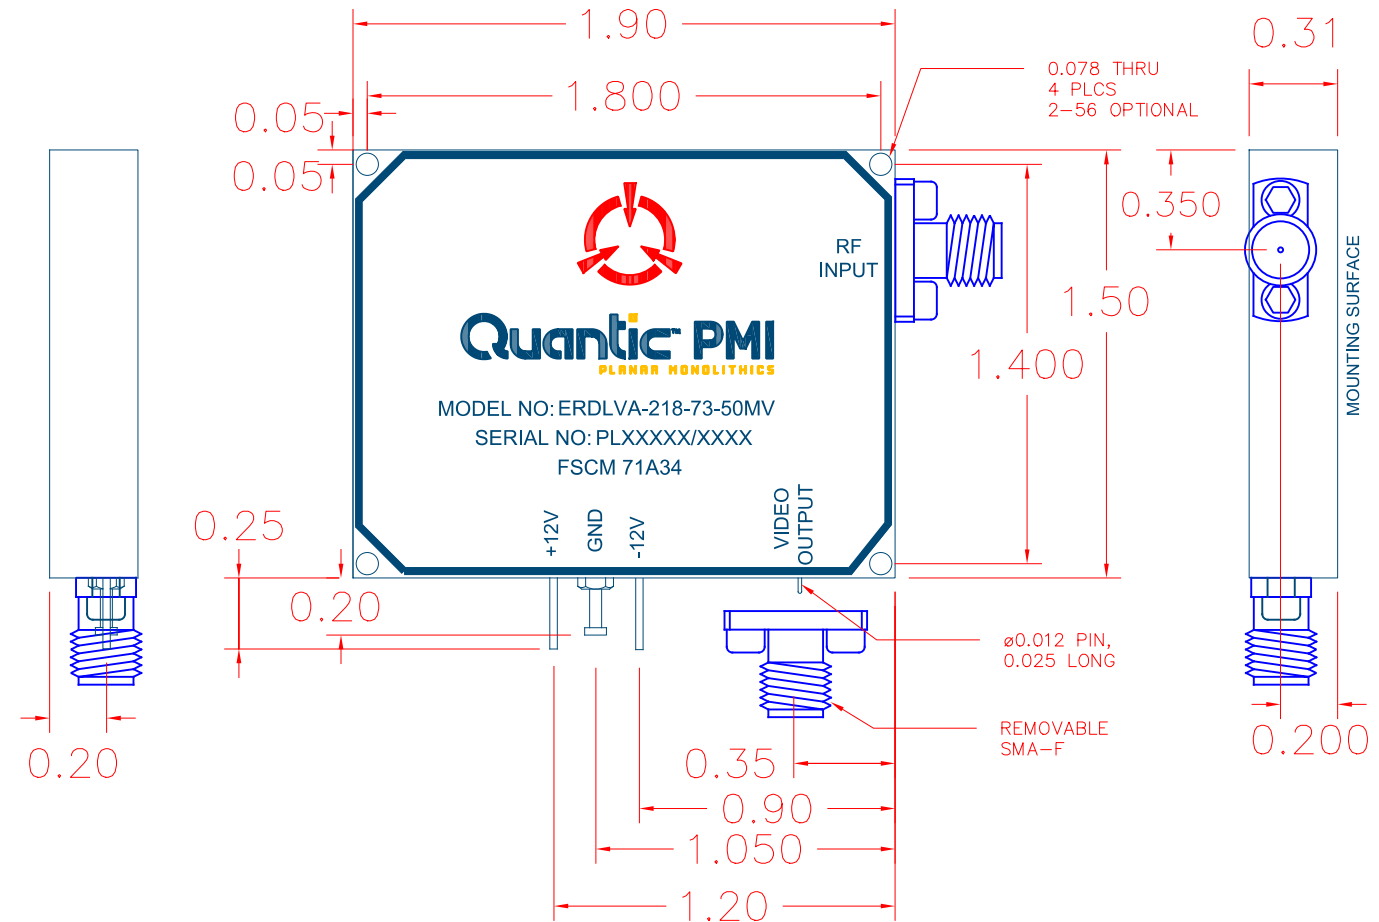 1.90
0.31
0.078 THRU
4 PLCS
2-56 OPTIONAL
1.800
0.05
0.05
0.350
RF
INPUT
MOUNTING SURFACE
1.50
Quantic™ PMI
PLANAR MONOLITHICS
1.400
MODEL NO: ERDLVA-218-73-50MV
SERIAL NO: PLXXXXX/XXXX
FSCM 71A34
0.25
+12V
GND
-12V
VIDEO
OUTPUT
0.20
ø0.012 PIN,
0.025 LONG
REMOVABLE
SMA-F
0.20
0.200
0.35
0.90
1.050
1.20